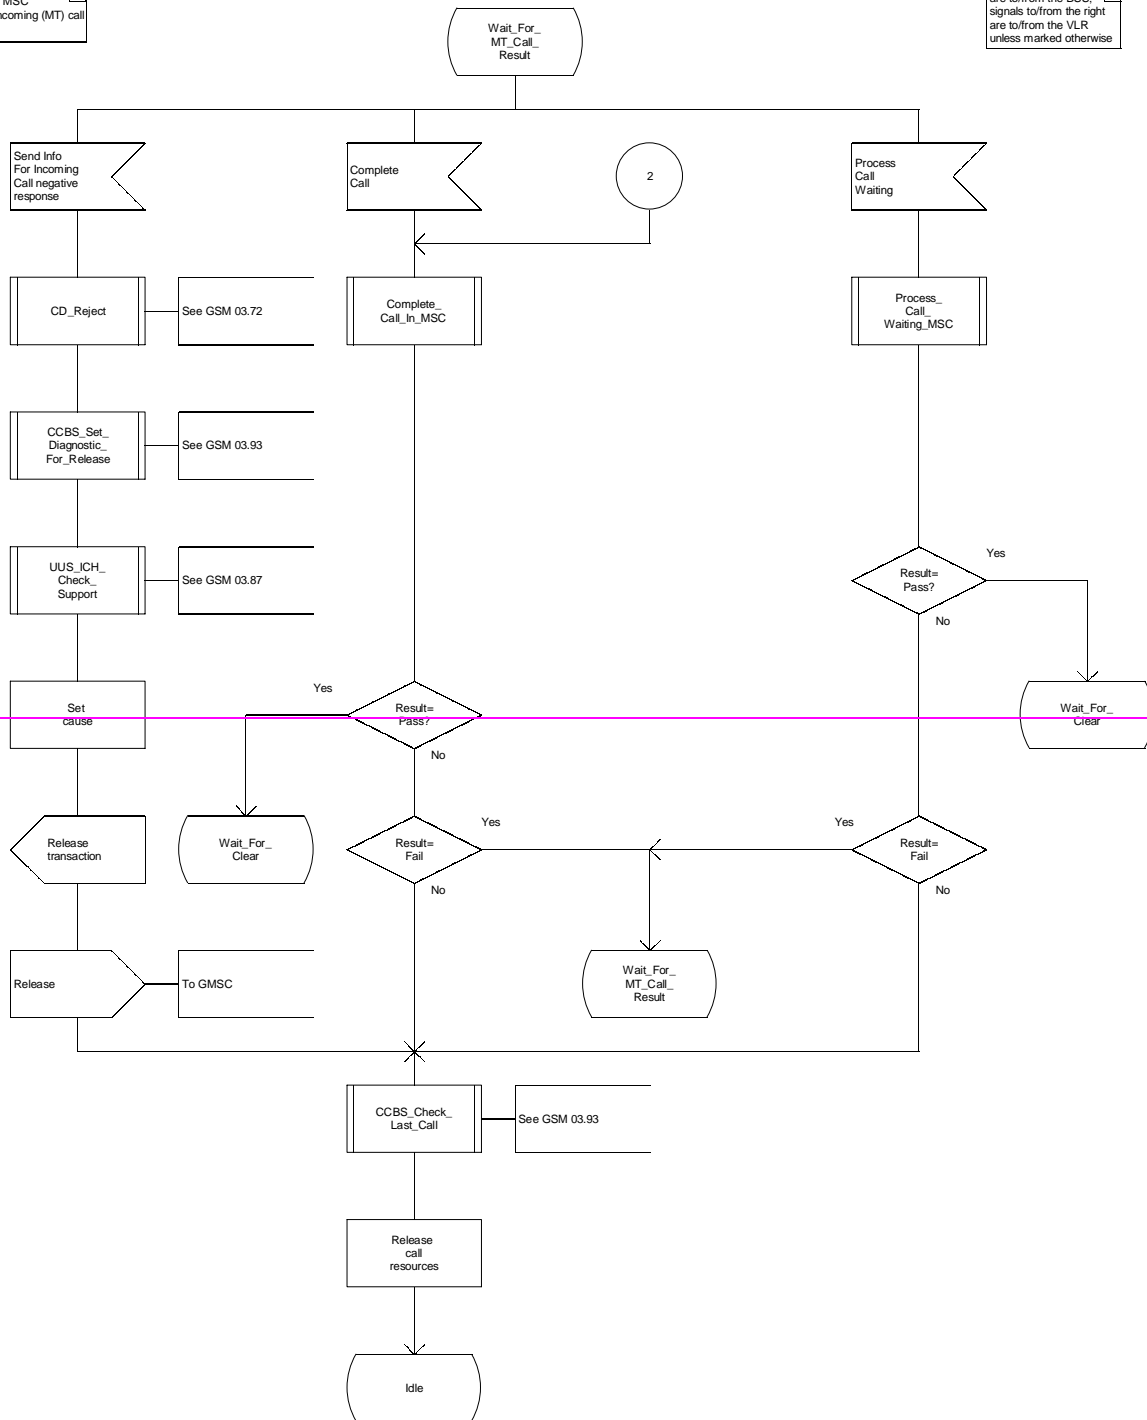 MSC
ncoming (MT) call
signals to/from the right
are to/from the VLR
unless marked otherwise
Wait_For_
MT_Call_
Result
Send Info
For Incoming
Call negative
response
Complete
Call
2
Process
Call
Waiting
CD_Reject
See GSM 03.72
Complete_
Call_In_MSC
Process_
Call_
Waiting_MSC
CCBS_Set_
Diagnostic_
For_Release
See GSM 03.93
UUS_ICH_
Check_
Support
See GSM 03.87
Result=
Pass?
Yes
No
Set
cause
Yes
Result=
Pass?
No
Wait_For_
Clear
Release
transaction
Wait_For_
Clear
Result=
Fail
Yes
No
Yes
Result=
Fail
No
Release
To GMSC
Wait_For_
MT_Call_
Result
CCBS_Check_
Last_Call
See GSM 03.93
Release
call
resources
Idle